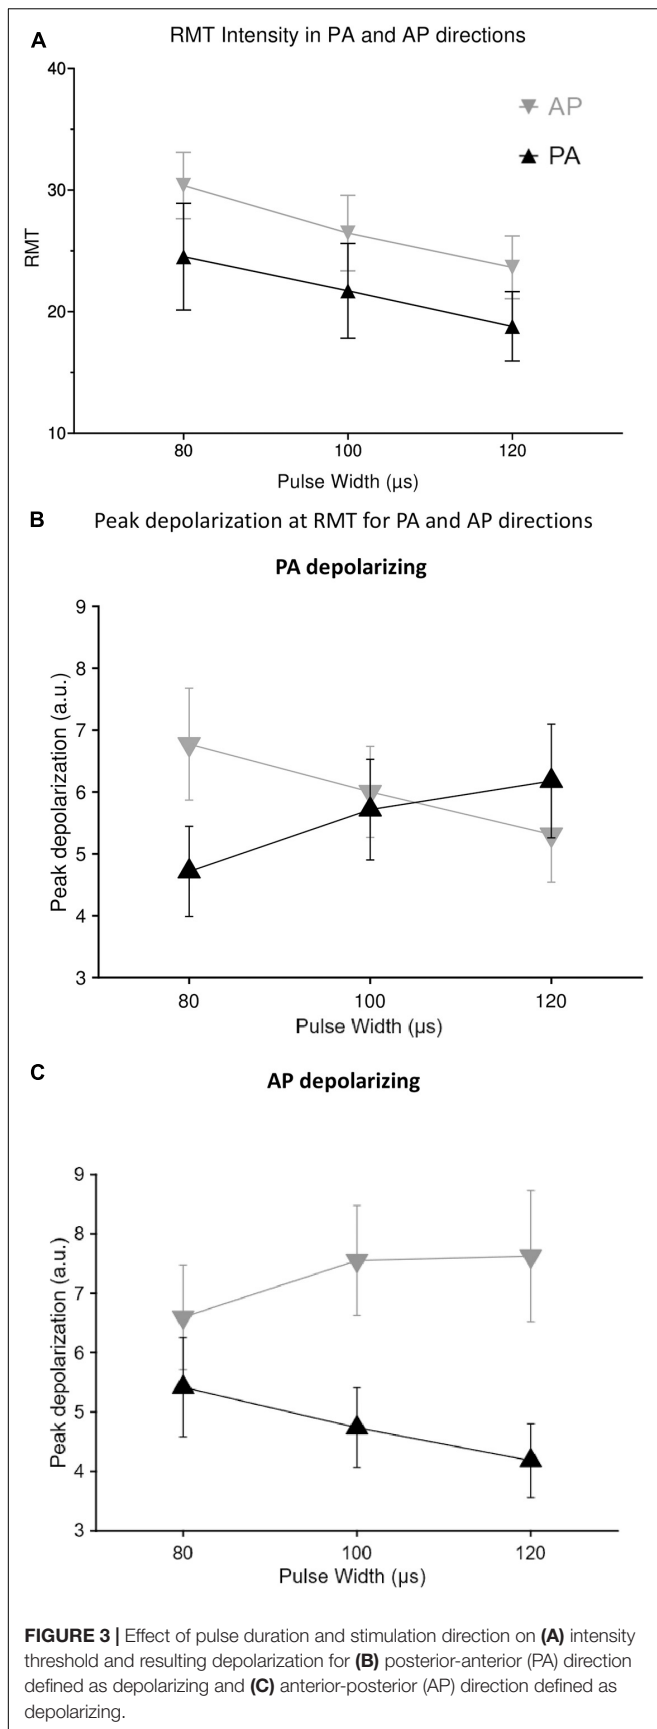 A
RMT Intensity in PA and AP directions
40
30
20
10
RMT
AP
PA
80 100 120
Pulse Width (µs)
B Peak depolarization at RMT for PA and AP directions
PA depolarizing
9
8
7
6
5
4
3
Peak depolarization (a.u.)
80 100 120
Pulse Width (µs)
C
AP depolarizing
9
8
7
6
5
4
3
Peak depolarization (a.u.)
80 100 120
Pulse Width (µs)
FIGURE 3 | Effect of pulse duration and stimulation direction on (A) intensity
threshold and resulting depolarization for (B) posterior-anterior (PA) direction
defined as depolarizing and (C) anterior-posterior (AP) direction defined as
depolarizing.